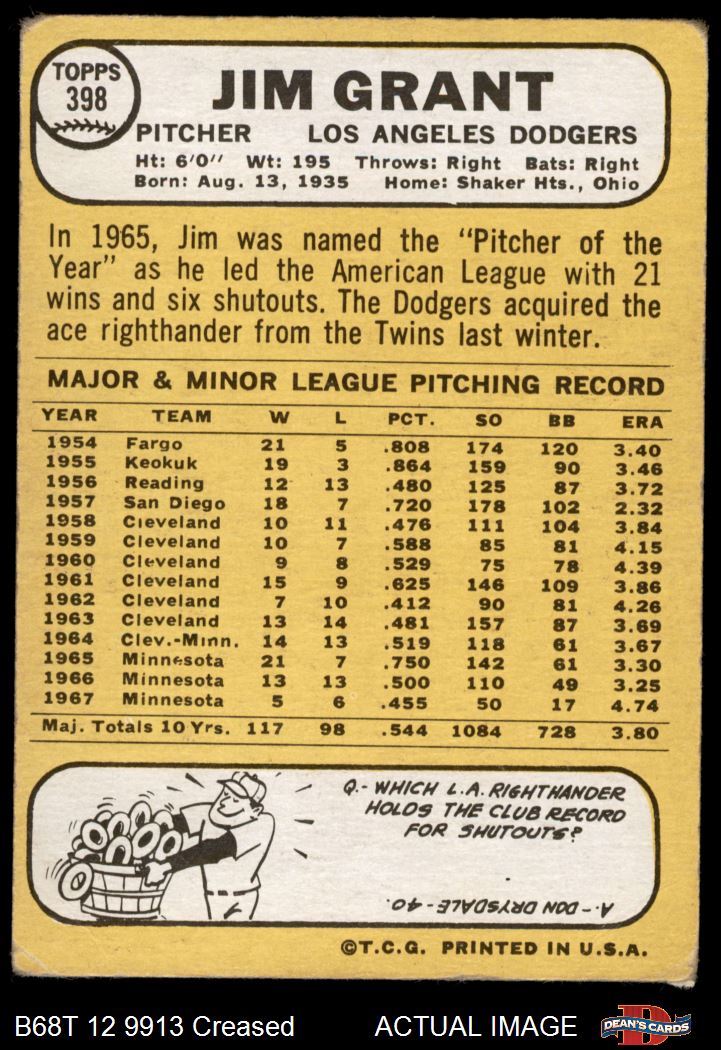 TOPPS
398
JIM GRANT
PITCHER LOS ANGELES DODGERS
Ht: 6'0" Wt: 195 Throws: Right Bats: Right
Born: Aug. 13, 1935 Home: Shaker Hts., Ohio
In 1965, Jim was named the "Pitcher of the
Year" as he led the American League with 21
wins and six shutouts. The Dodgers acquired the
ace righthander from the Twins last winter.
MAJOR & MINOR LEAGUE PITCHING RECORD
YEAR TEAM W L PCT. SO BB ERA
1954 Fargo 21 5 .808 174 120 3.40
1955 Keokuk 19 3 .864 159 90 3.46
1956 Reading 12 13 .480 125 87 3.72
1957 San Diego 18 7 .720 178 102 2.32
1958 Cleveland 10 11 .476 111 104 3.84
1959 Cleveland 10 7 .588 85 81 4.15
1960 Cleveland 9 8 .529 75 78 4.39
1961 Cleveland 15 9 .625 146 109 3.86
1962 Cleveland 7 10 .412 90 81 4.26
1963 Cleveland 13 14 .481 157 87 3.69
1964 Clev.-Minn. 14 13 .519 118 61 3.67
1965 Minnesota 21 7 .750 142 61 3.30
1966 Minnesota 13 13 .500 110 49 3.25
1967 Minnesota 5 6 .455 50 17 4.74
Maj. Totals 10 Yrs. 117 98 .544 1084 728 3.80
Q.- WHICH L.A. RIGHTHANDER
HOLDS THE CLUB RECORD
FOR SHUTOUTS?
A.- DON DRYSDALE - 40.
©T.C.G. PRINTED IN U.S.A.
B68T 12 9913 Creased ACTUAL IMAGE
DEAN'S CARDS